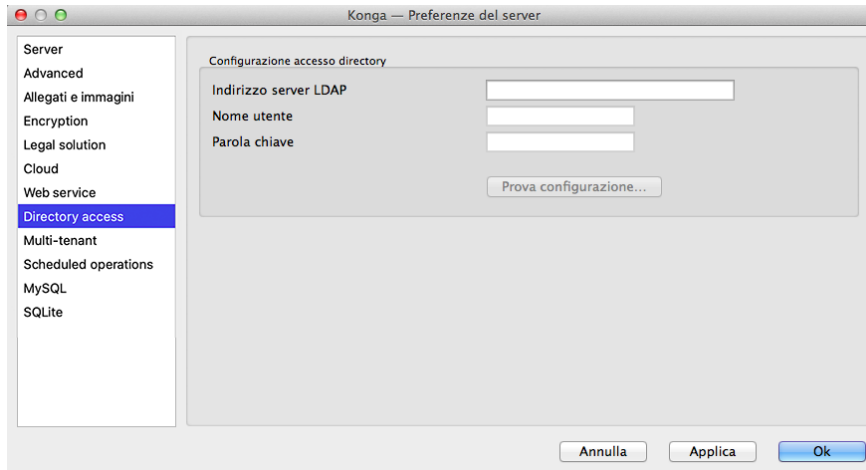 Konga — Preferenze del server
Server
Advanced
Allegati e immagini
Encryption
Legal solution
Cloud
Web service
Directory access
Multi-tenant
Scheduled operations
MySQL
SQLite
Configurazione accesso directory
Indirizzo server LDAP
Nome utente
Parola chiave
Prova configurazione...
Annulla
Applica
Ok